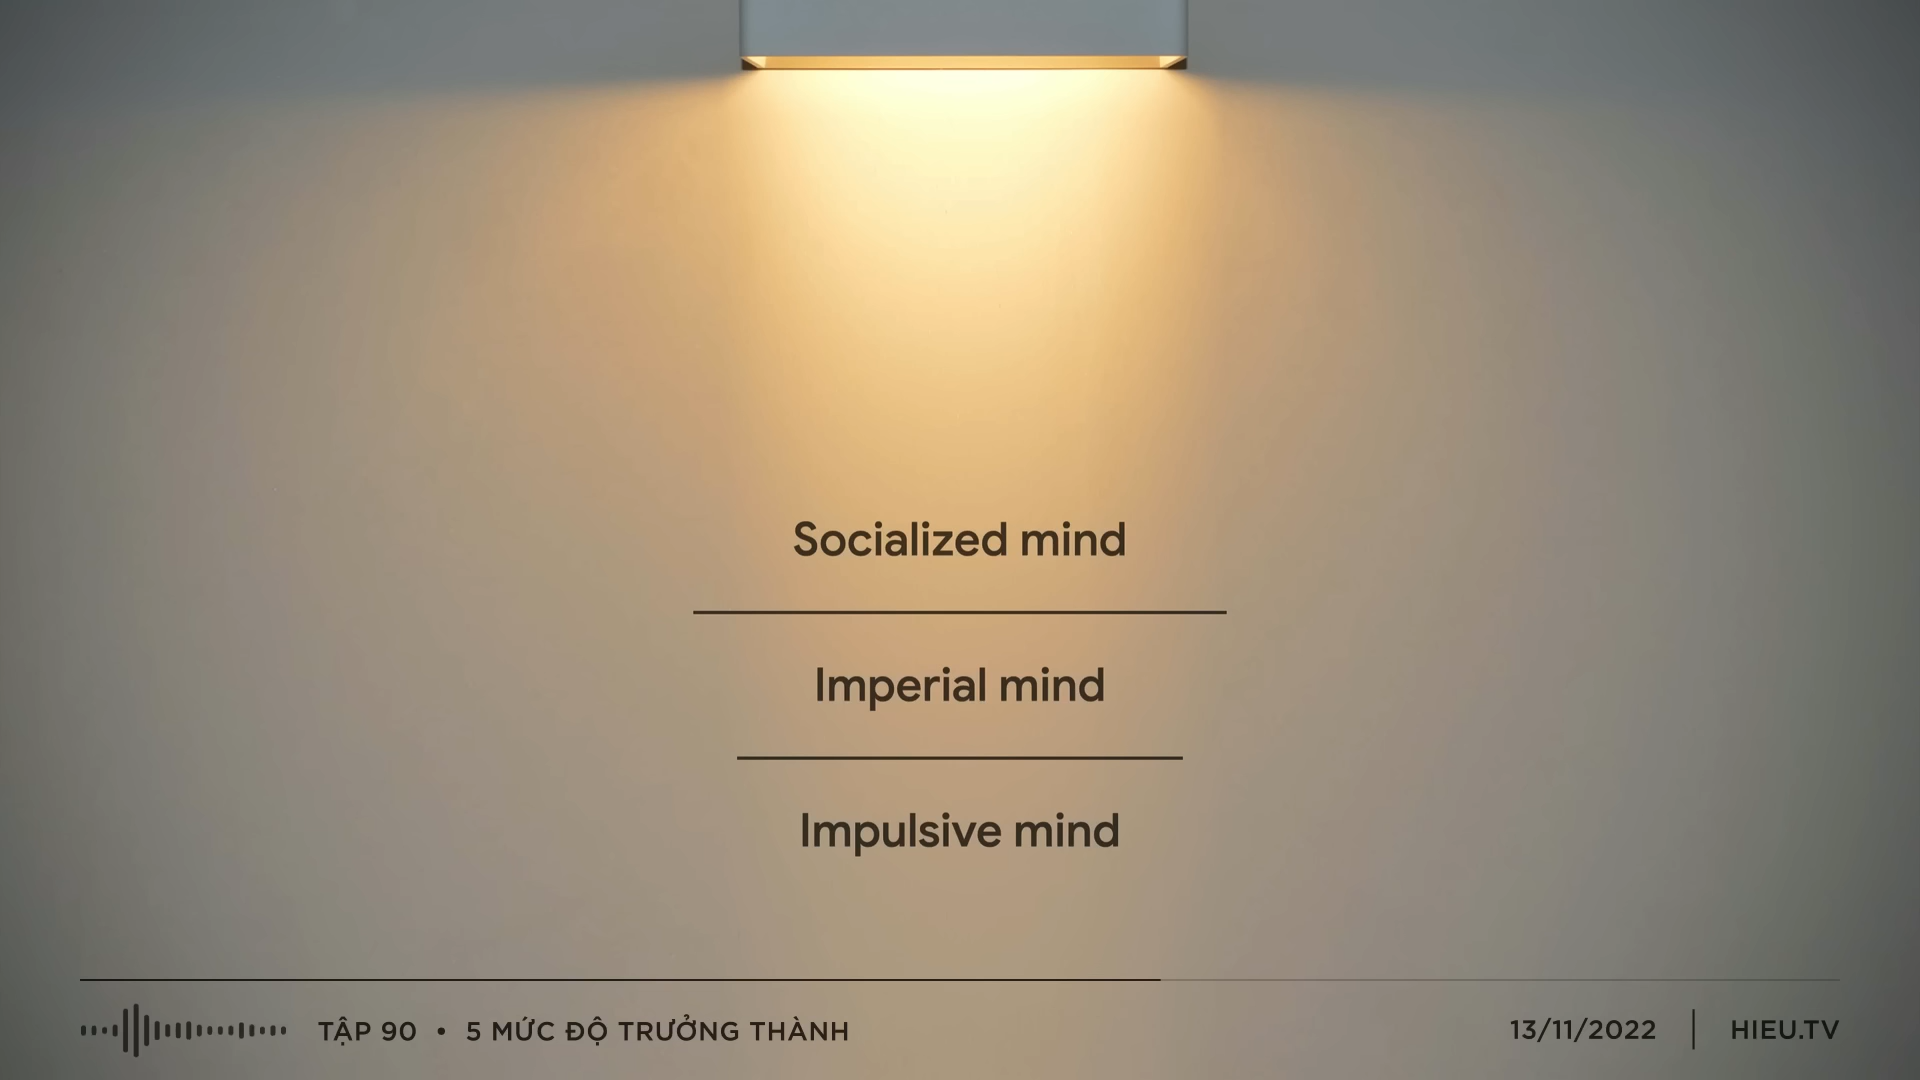 Socialized mind
Imperial mind
Impulsive mind
TẬP 90 • 5 MỨC ĐỘ TRƯỞNG THÀNH
13/11/2022 | HIEU.TV